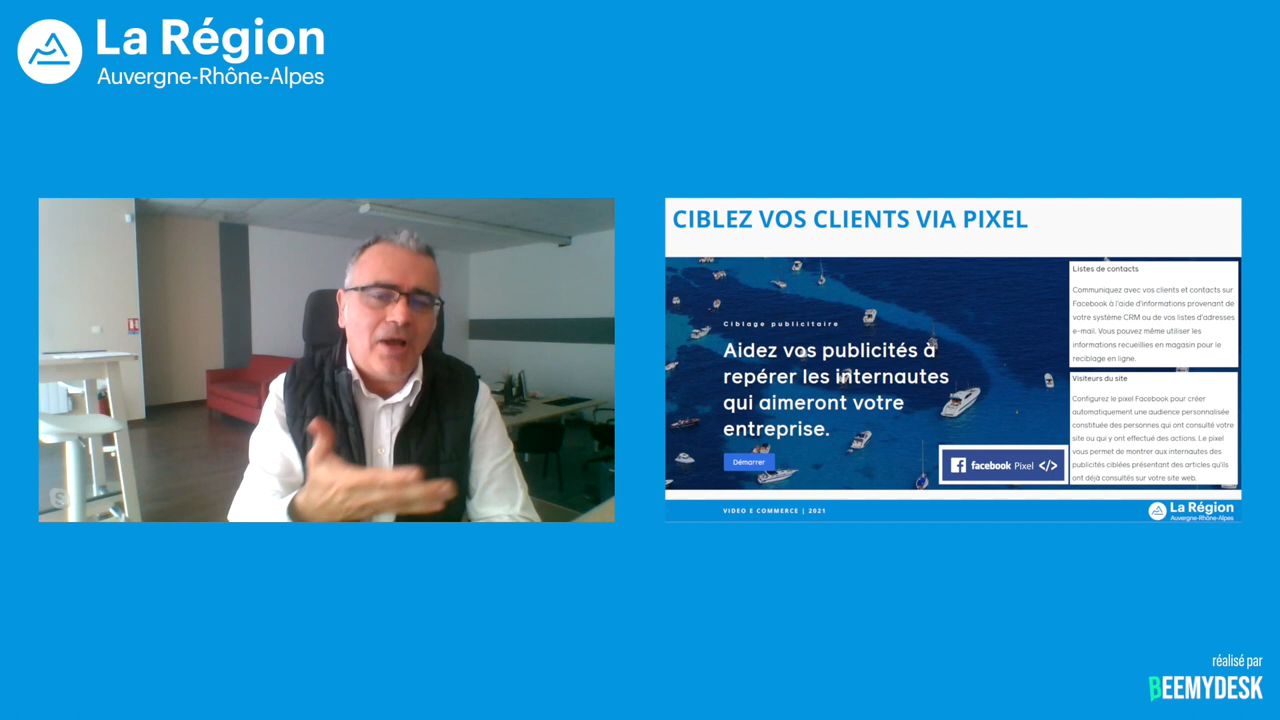 La Région
Auvergne-Rhône-Alpes
CIBLEZ VOS CLIENTS VIA PIXEL
Ciblage publicitaire
Aidez vos publicités à
repérer les internautes
qui aimeront votre
entreprise.
Démarrer
facebook Pixel </>
Listes de contacts
Communiquez avec vos clients et contacts sur
Facebook à l'aide d'informations provenant de
votre système CRM ou de vos listes d'adresses
e-mail. Vous pouvez même utiliser les
informations recueillies en magasin pour le
reciblage en ligne.
Visiteurs du site
Configurez le pixel Facebook pour créer
automatiquement une audience personnalisée
constituée des personnes qui ont consulté votre
site ou qui y ont effectué des actions. Le pixel
vous permet de montrer aux internautes des
publicités ciblées présentant des articles qu'ils
ont déjà consultés sur votre site web.
VIDEO E COMMERCE | 2021
La Région
Auvergne-Rhône-Alpes
réalisé par
BEEMYDESK